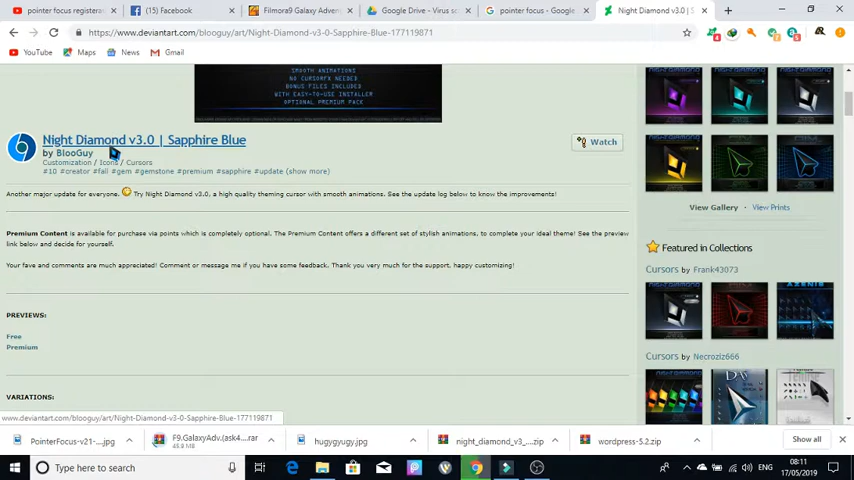 pointer focus registerat
Facebook
Filmora9 Galaxy Adven
Google Drive - Virus sc
pointer focus - Google
Night Diamond v3.0 | S
https://www.deviantart.com/blooguy/art/Night-Diamond-v3-0-Sapphire-Blue-177119871
YouTube Maps News Gmail
SMOOTH ANIMATIONS
NO CURSORFX NEEDED
BONUS FILES INCLUDED
WITH EASY-TO-USE INSTALLER
OPTIONAL PREMIUM PACK
Night Diamond v3.0 | Sapphire Blue
by BlooGuy
Customization / Icons / Cursors
#10 #creator #fall #gem #gemstone #premium #sapphire #update (show more)
Watch
Another major update for everyone. Try Night Diamond v3.0, a high quality theming cursor with smooth animations. See the update log below to know the improvements!
Premium Content is available for purchase via points which is completely optional. The Premium Content offers a different set of stylish animations, to complete your ideal theme! See the preview
link below and decide for yourself.
Your fave and comments are much appreciated! Comment or message me if you have some feedback. Thank you very much for the support, happy customizing!
PREVIEWS:
Free
Premium
VARIATIONS:
View Gallery · View Prints
Featured in Collections
Cursors by Frank43073
Cursors by Necroziz666
www.deviantart.com/blooguy/art/Night-Diamond-v3-0-Sapphire-Blue-177119871
PointerFocus-v21-....jpg
F9.GalaxyAdv.(ask4....rar
45.9 MB
hugygyugy.jpg
night_diamond_v3_...zip
wordpress-5.2.zip
Show all
Type here to search
ENG
08:11
17/05/2019